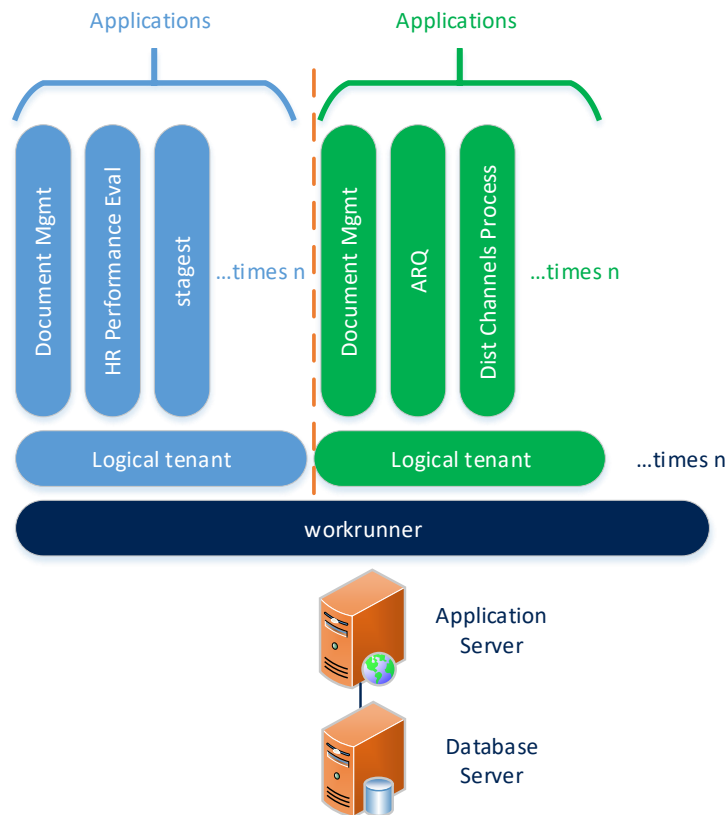 Applications
Applications
Document Mgmt
HR Performance Eval
stagest
...times n
Document Mgmt
ARQ
Dist Channels Process
...times n
Logical tenant
Logical tenant
...times n
workrunner
Application
Server
Database
Server